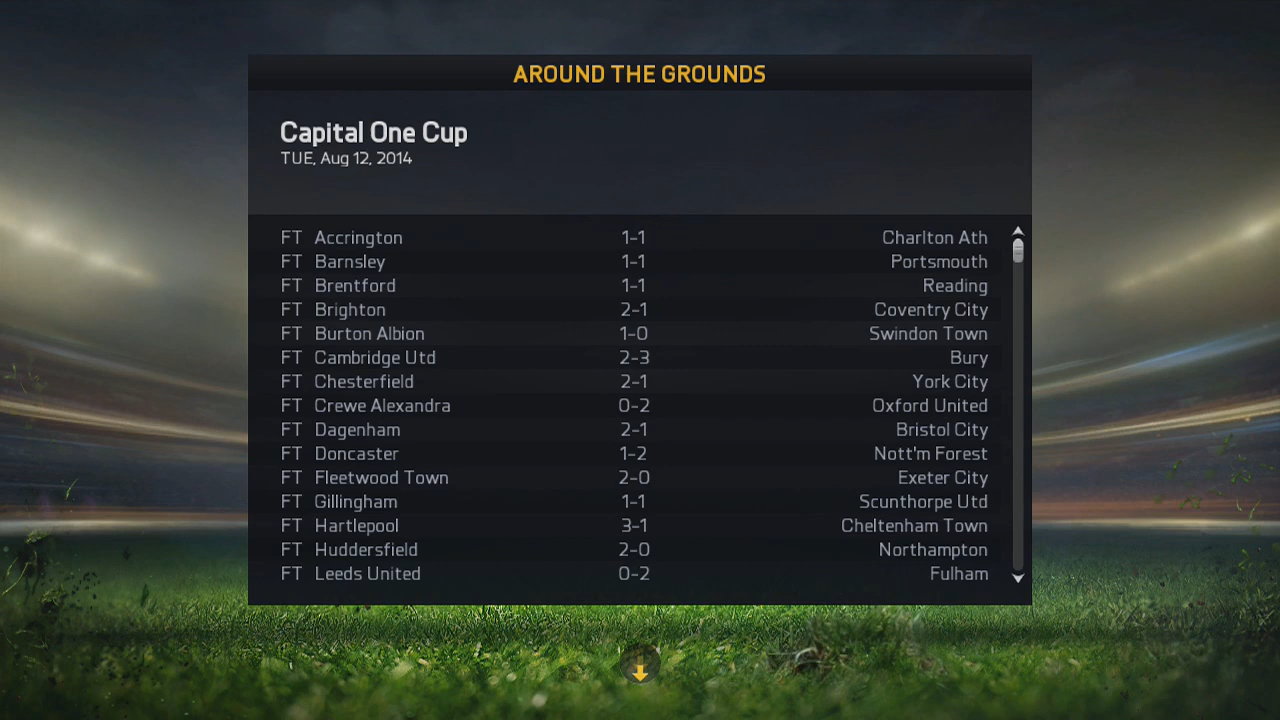 AROUND THE GROUNDS
Capital One Cup
TUE, Aug 12, 2014
FT Accrington 1-1 Charlton Ath
FT Barnsley 1-1 Portsmouth
FT Brentford 1-1 Reading
FT Brighton 2-1 Coventry City
FT Burton Albion 1-0 Swindon Town
FT Cambridge Utd 2-3 Bury
FT Chesterfield 2-1 York City
FT Crewe Alexandra 0-2 Oxford United
FT Dagenham 2-1 Bristol City
FT Doncaster 1-2 Nott'm Forest
FT Fleetwood Town 2-0 Exeter City
FT Gillingham 1-1 Scunthorpe Utd
FT Hartlepool 3-1 Cheltenham Town
FT Huddersfield 2-0 Northampton
FT Leeds United 0-2 Fulham